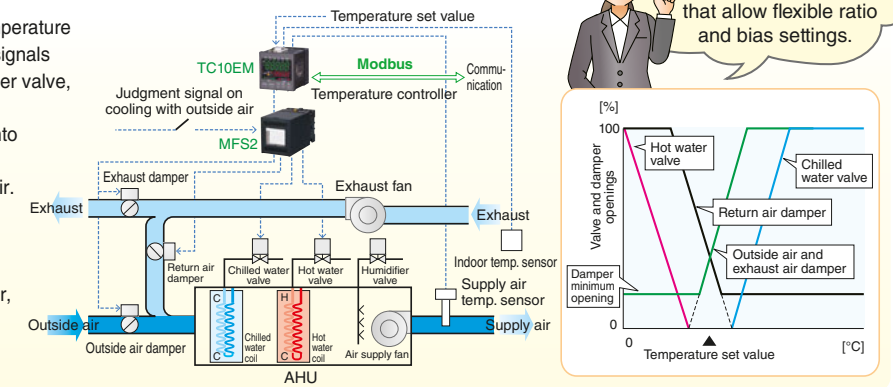 perature
signals
er valve,
nto
ir.
r,
that allow flexible ratio
and bias settings.
Temperature set value
TC10EM
Modbus
Commu-
nication
Temperature controller
Judgment signal on
cooling with outside air
MFS2
Exhaust damper
Exhaust fan
Exhaust
Exhaust
Return air
damper
Chilled water
valve
Hot water
valve
Humidifier
valve
Indoor temp. sensor
Supply air
temp. sensor
Outside air
Supply air
Outside air damper
C
C
Chilled
water
coil
H
C
Hot
water
coil
Air supply fan
AHU
[%]
100
Valve and damper
openings
Hot water
valve
Chilled
water valve
Return air damper
Outside air and
exhaust air damper
Damper
minimum
opening
0
0
Temperature set value
[°C]